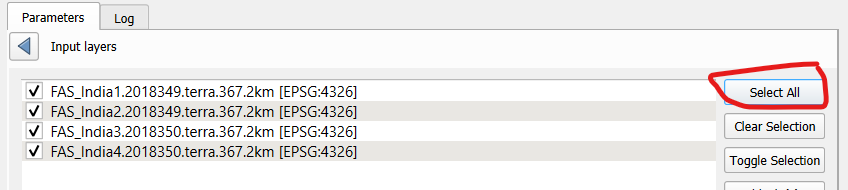 Parameters
Log
Input layers
FAS_India1.2018349.terra.367.2km [EPSG:4326]
FAS_India2.2018349.terra.367.2km [EPSG:4326]
FAS_India3.2018350.terra.367.2km [EPSG:4326]
FAS_India4.2018350.terra.367.2km [EPSG:4326]
Select All
Clear Selection
Toggle Selection